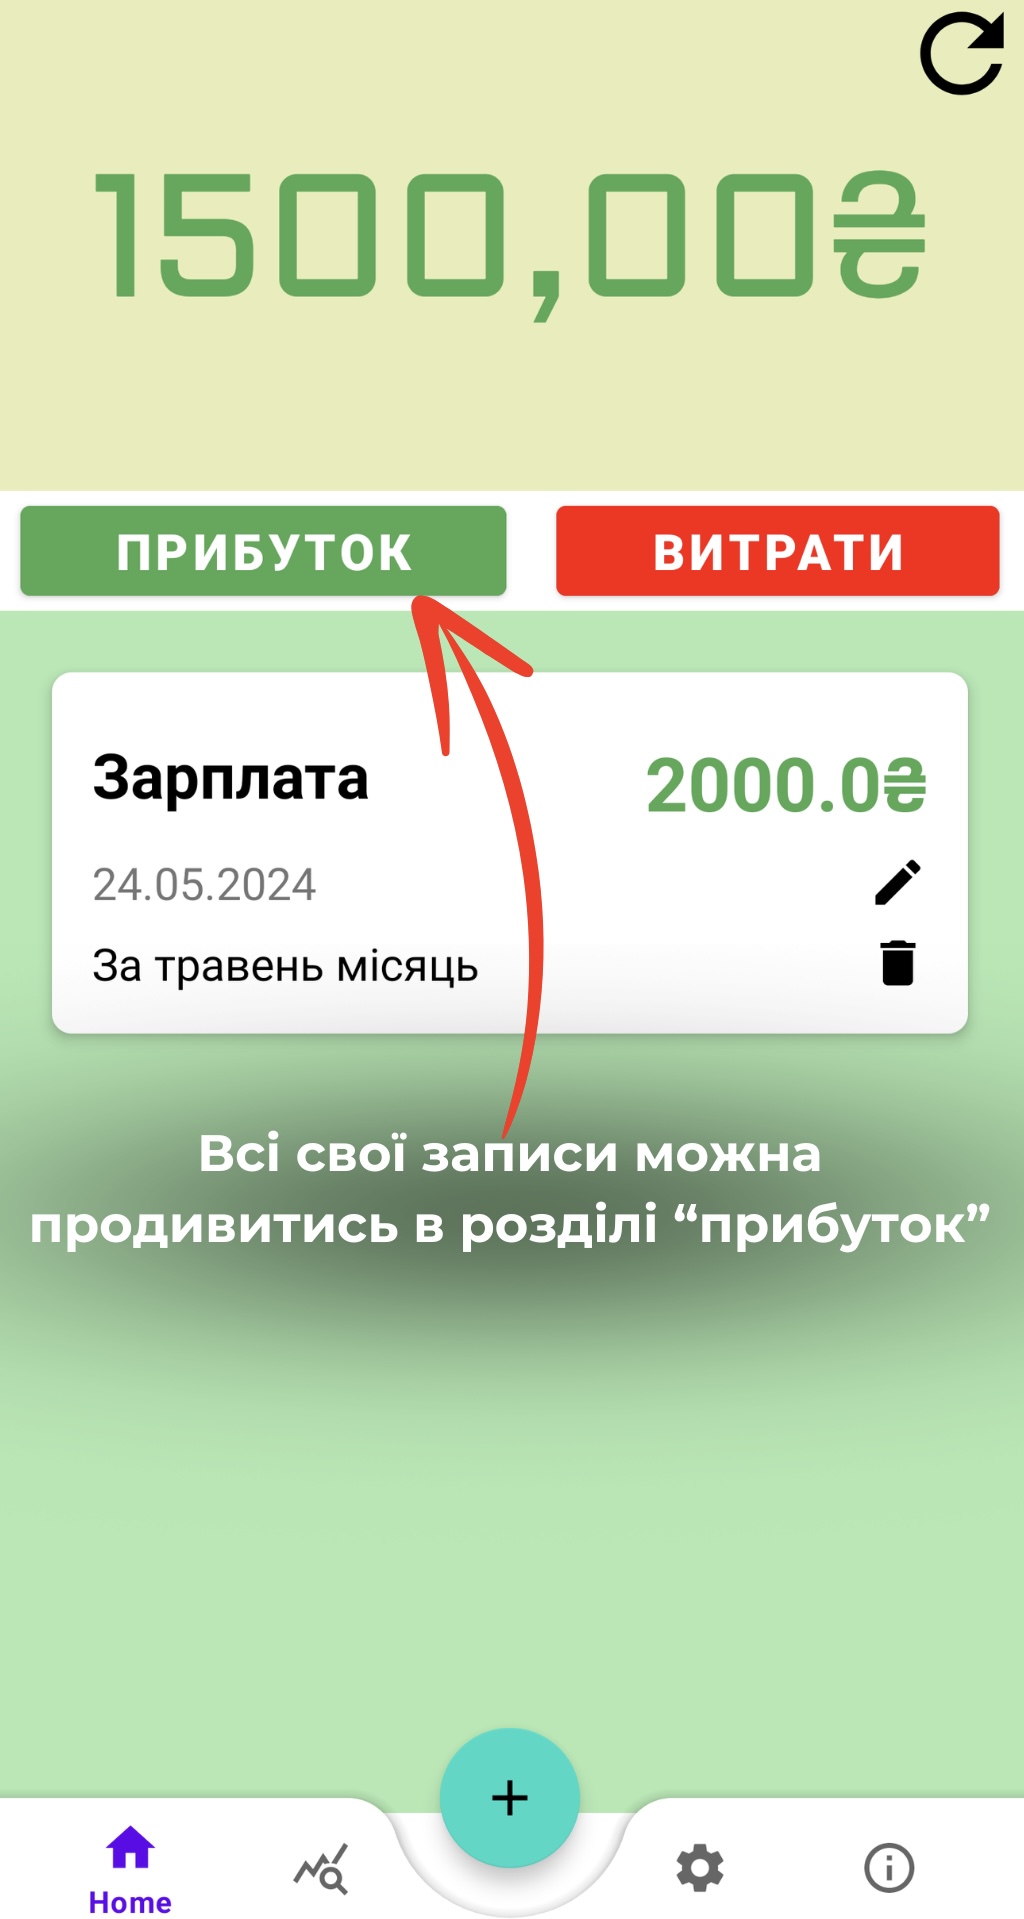 1500,00₴
ПРИБУТОК
ВИТРАТИ
Зарплата
2000.0₴
24.05.2024
За травень місяць
Всі свої записи можна
продивитись в розділі “прибуток”
Home